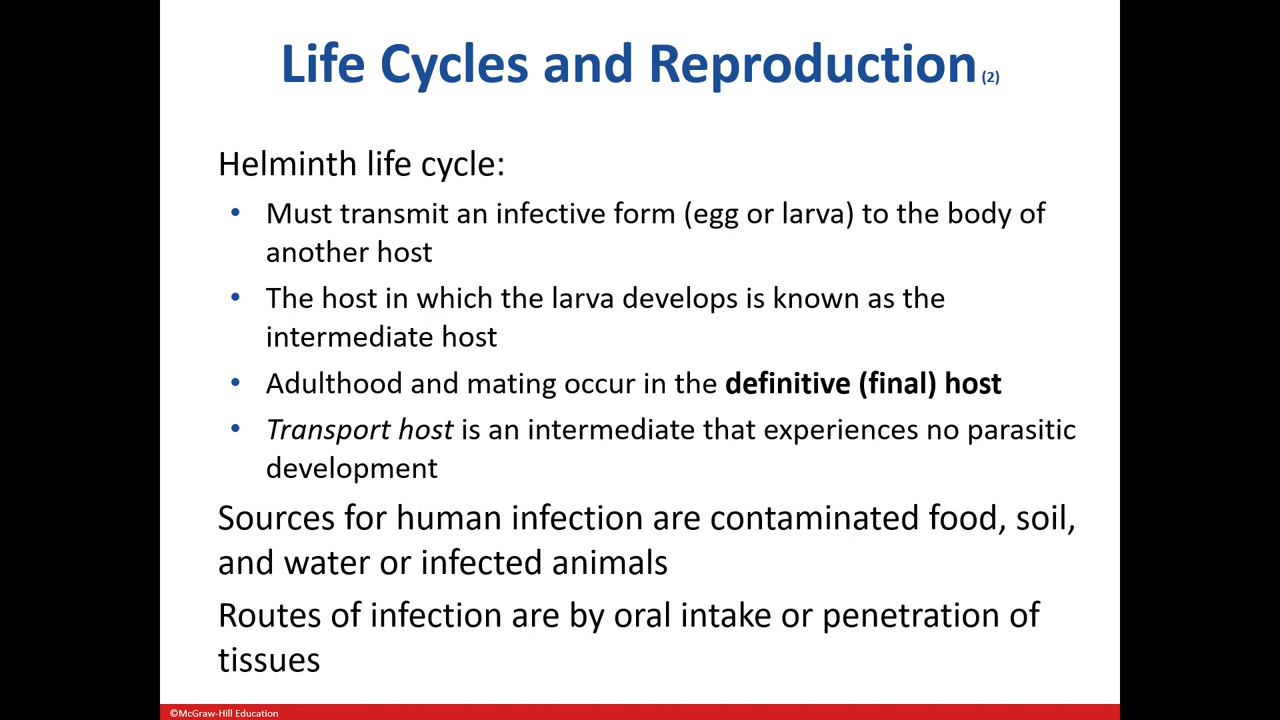 Life Cycles and Reproduction (2)
Helminth life cycle:
• Must transmit an infective form (egg or larva) to the body of
another host
• The host in which the larva develops is known as the
intermediate host
• Adulthood and mating occur in the definitive (final) host
• Transport host is an intermediate that experiences no parasitic
development
Sources for human infection are contaminated food, soil,
and water or infected animals
Routes of infection are by oral intake or penetration of
tissues
©McGraw-Hill Education